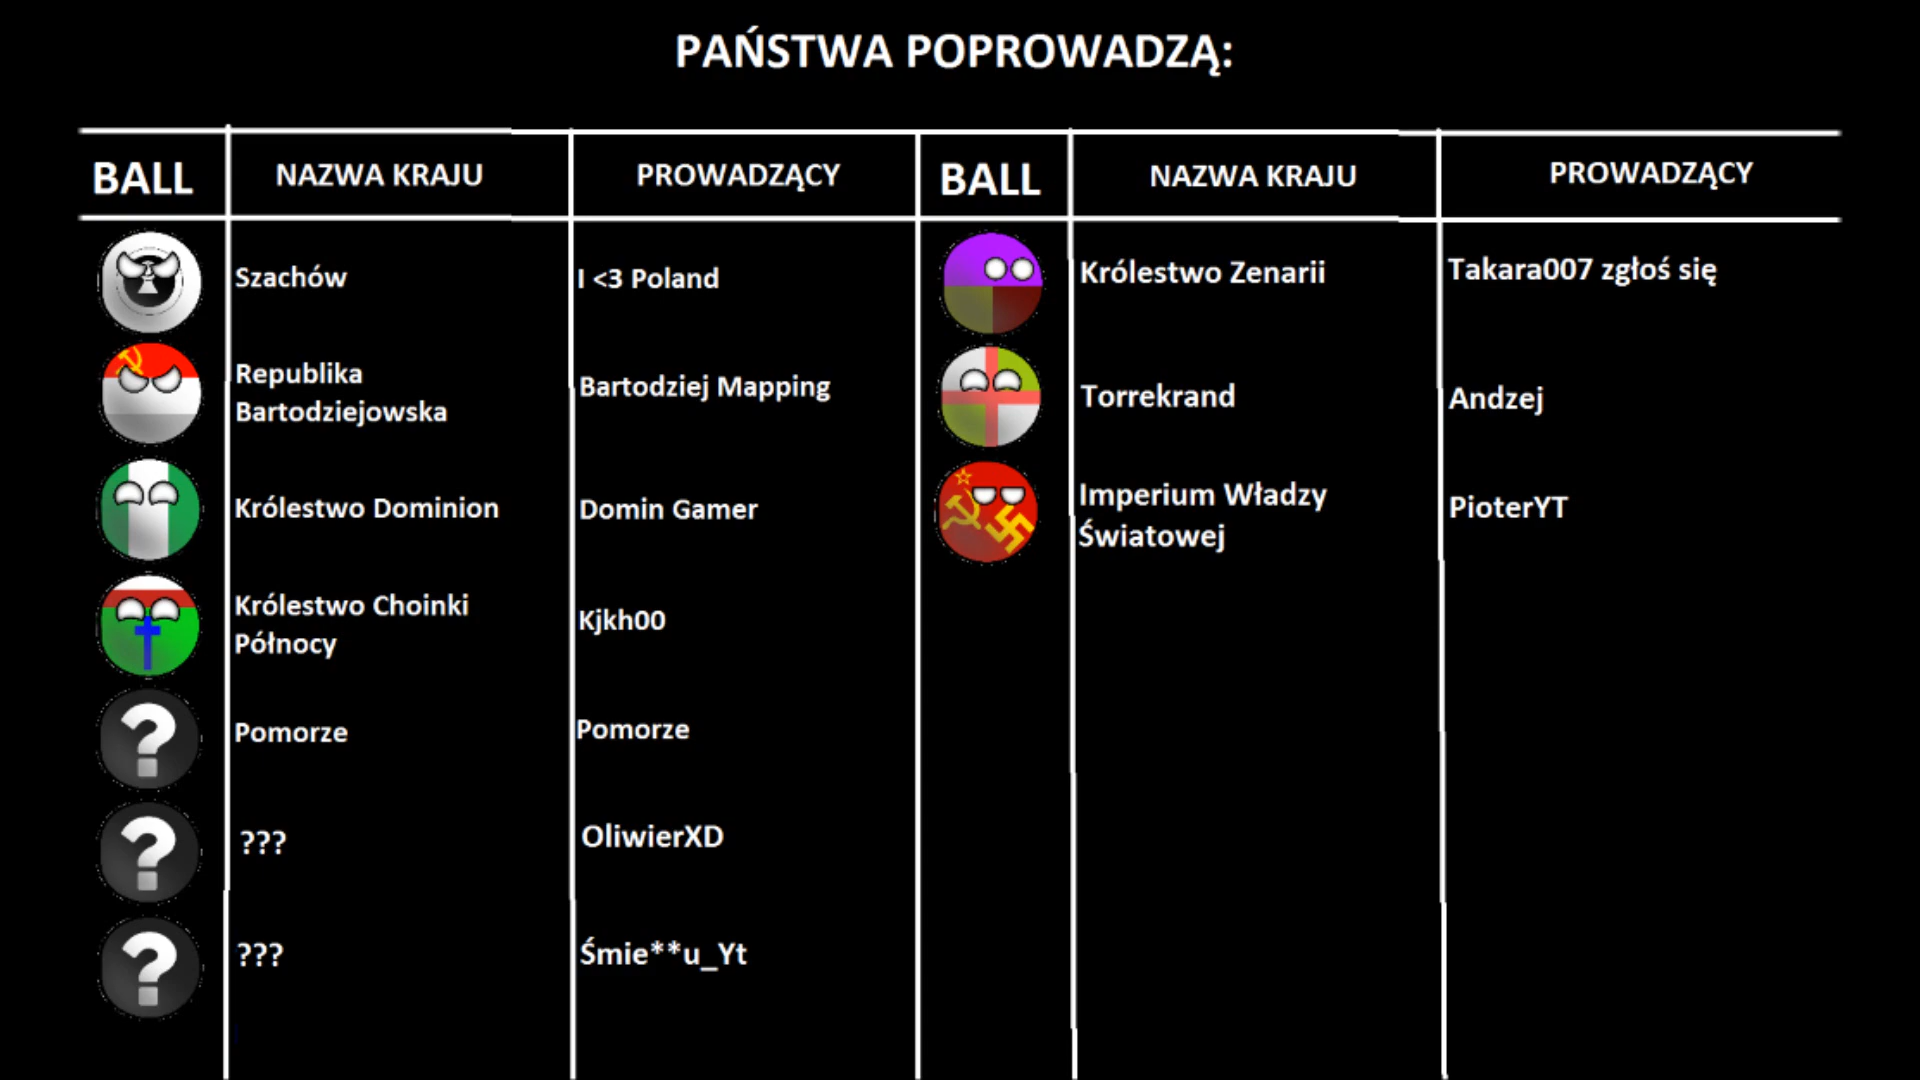 PAŃSTWA POPROWADZĄ:
BALL NAZWA KRAJU PROWADZĄCY BALL NAZWA KRAJU PROWADZĄCY
Szachów I <3 Poland Królestwo Zenarii Takara007 zgłoś się
Republika
Bartodziejowska Bartodziej Mapping Torrekrand Andzej
Królestwo Dominion Domin Gamer Imperium Władzy
Światowej PioterYT
Królestwo Choinki
Północy Kjkh00
? Pomorze Pomorze
? ??? OliwierXD
? ??? Śmie**u_Yt